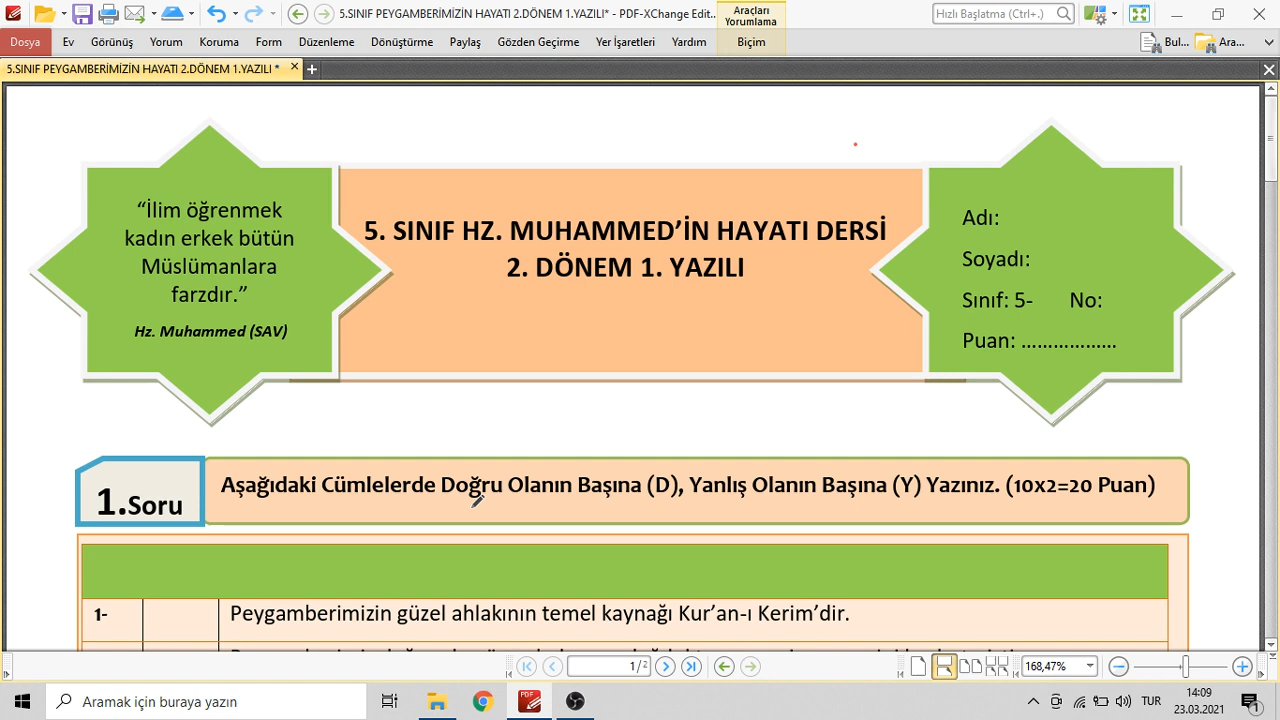 5.SINIF PEYGAMBERİMİZİN HAYATI 2.DÖNEM 1.YAZILI* - PDF-XChange Edit...
Araçları
Yorumlama
Hızlı Başlatma (Ctrl+.)
Dosya Ev Görünüş Yorum Koruma Form Düzenleme Dönüştürme Paylaş Gözden Geçirme Yer İşaretleri Yardım Biçim Bul... Ara...
5.SINIF PEYGAMBERİMİZİN HAYATI 2.DÖNEM 1.YAZILI *
“İlim öğrenmek
kadın erkek bütün
Müslümanlara
farzdır.”
Hz. Muhammed (SAV)
5. SINIF HZ. MUHAMMED’İN HAYATI DERSİ
2. DÖNEM 1. YAZILI
Adı:
Soyadı:
Sınıf: 5- No:
Puan: ………………
1.Soru
Aşağıdaki Cümlelerde Doğru Olanın Başına (D), Yanlış Olanın Başına (Y) Yazınız. (10x2=20 Puan)
1- Peygamberimizin güzel ahlakının temel kaynağı Kur’an-ı Kerim’dir.
1/2
168,47%
Aramak için buraya yazın
TUR
14:09
23.03.2021